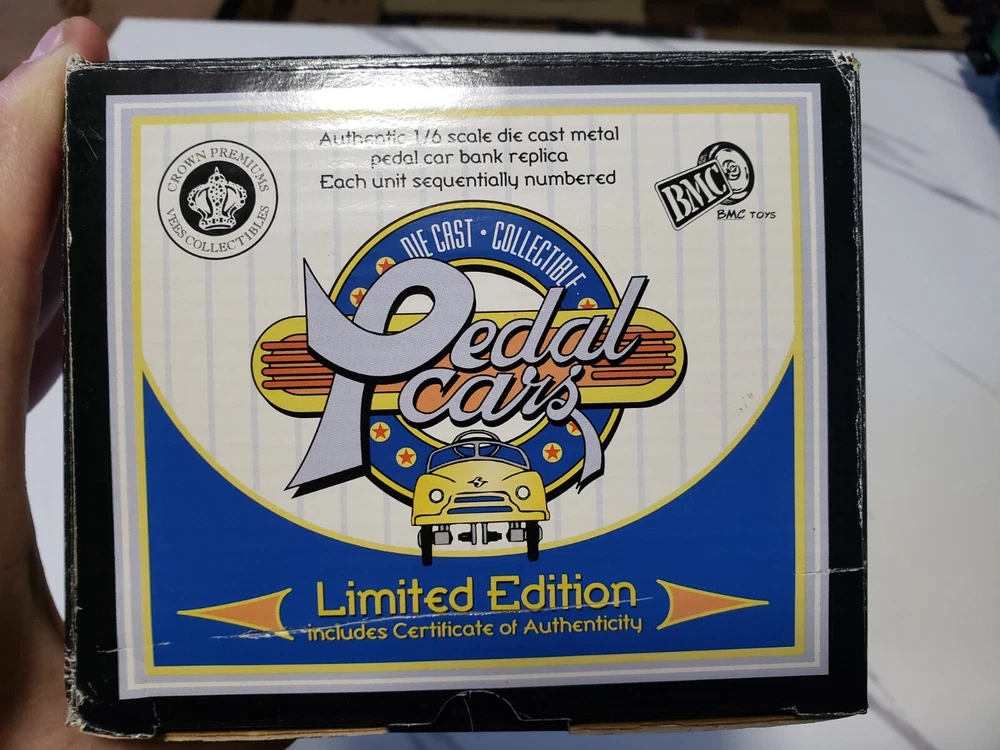 Authentic 1/6 scale die cast metal
pedal car bank replica
Each unit sequentially numbered
CROWN PREMIUMS
VEES COLLECTIBLES
BMC
BMC TOYS
DIE CAST • COLLECTIBLE
Pedal
cars
Limited Edition
includes Certificate of Authenticity